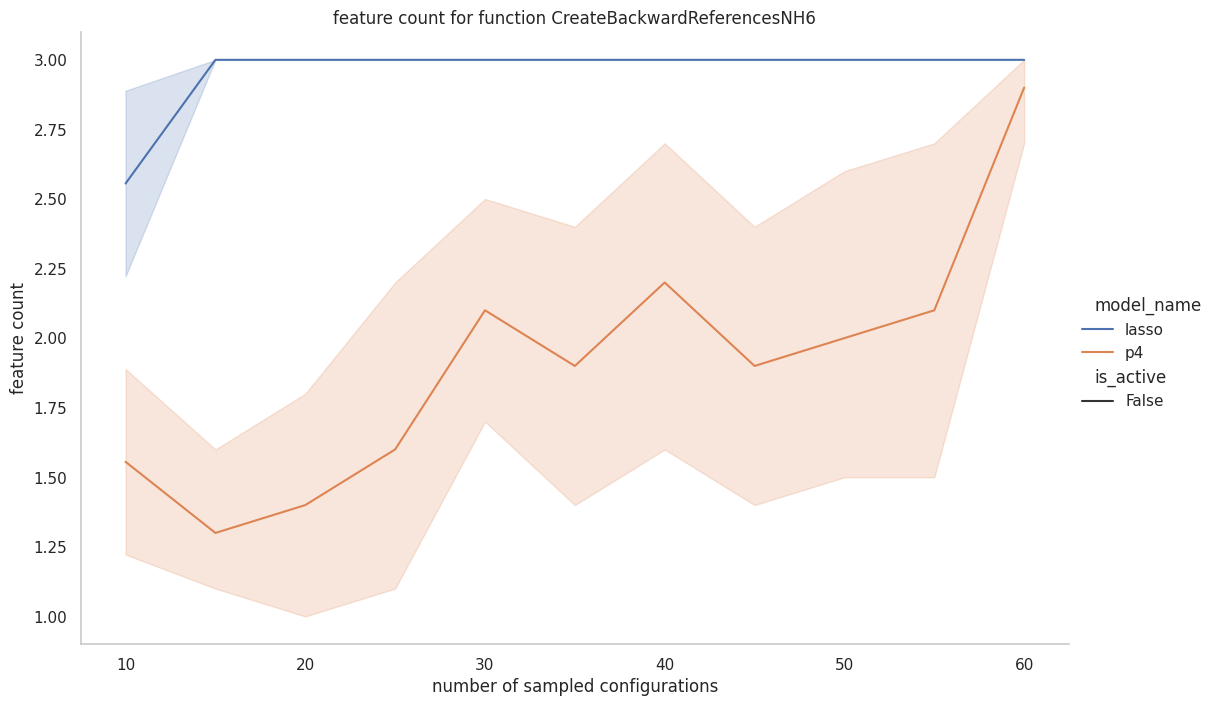 feature count for function CreateBackwardReferencesNH6
3.00
2.75
2.50
2.25
2.00
1.75
1.50
1.25
1.00
feature count
10
20
30
40
50
60
number of sampled configurations
model_name
lasso
p4
is_active
False